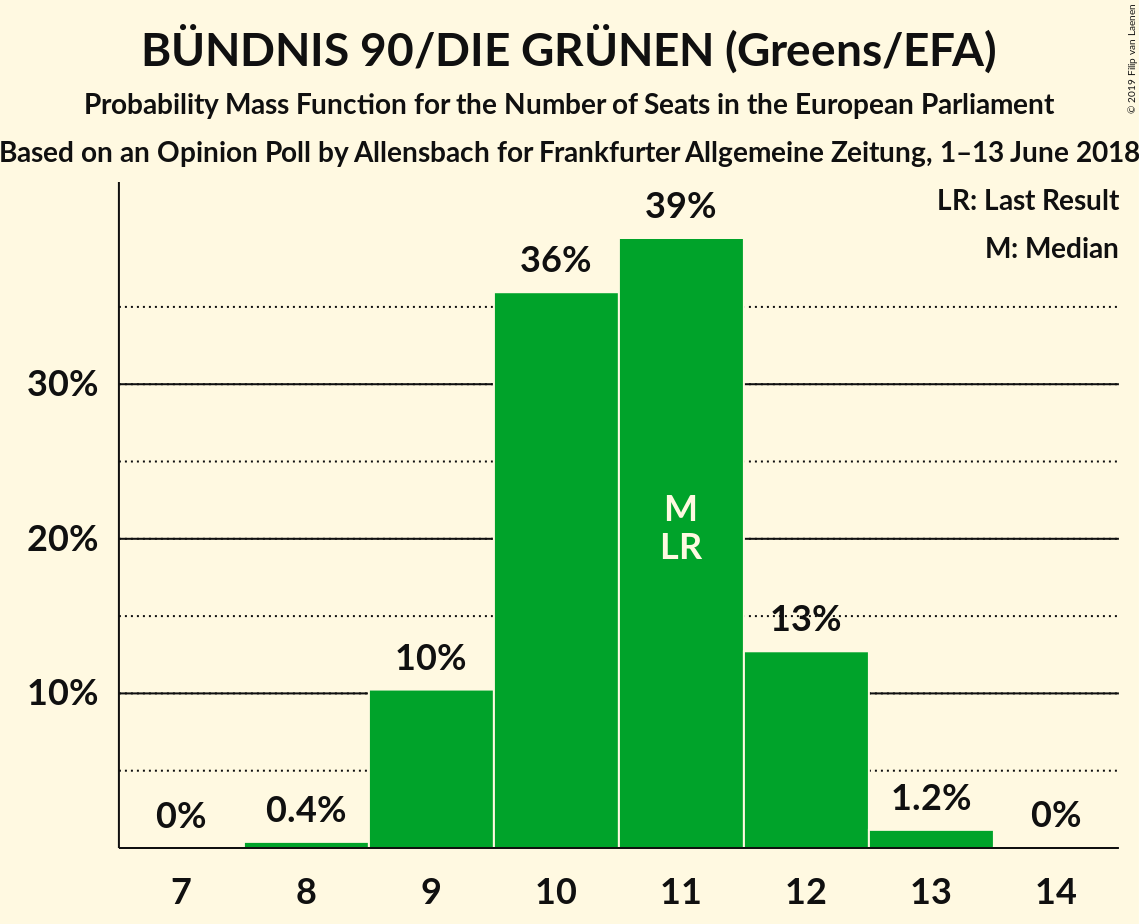 BÜNDNIS 90/DIE GRÜNEN (Greens/EFA)
Probability Mass Function for the Number of Seats in the European Parliament
Based on an Opinion Poll by Allensbach for Frankfurter Allgemeine Zeitung, 1–13 June 2018
© 2019 Filip van Laenen
LR: Last Result
M: Median
39%
36%
30%
M
LR
20%
13%
10%
10%
1.2%
0.4%
0%
0%
7 8 9 10 11 12 13 14